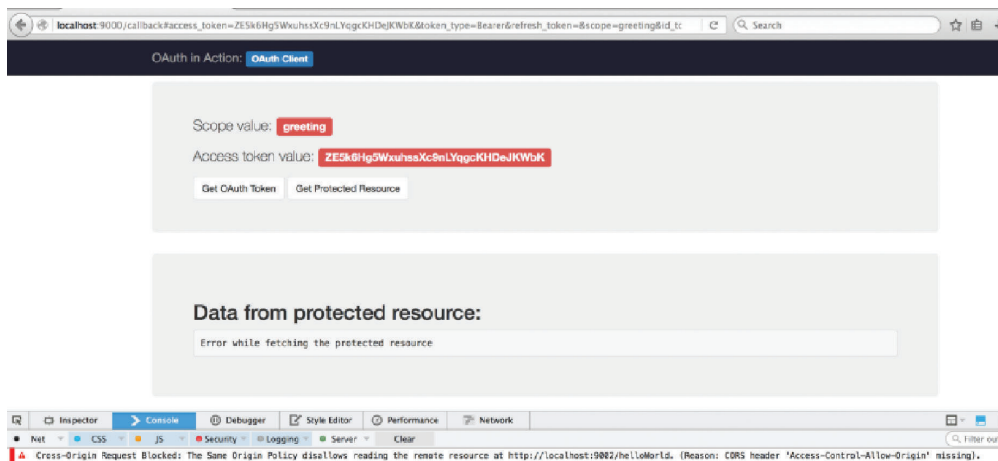 localhost:9000/callback#access_token=ZE5k6Hg5WxuhssXc9nLYqgcKHDeJKWbK&token_type=Bearer&refresh_token=&scope=greeting&id_tc Search
OAuth in Action: OAuth Client
Scope value: greeting
Access token value: ZE5k6Hg5WxuhssXc9nLYqgcKHDeJKWbK
Get OAuth Token Get Protected Resource
Data from protected resource:
Error while fetching the protected resource
Inspector Console Debugger Style Editor Performance Network
Net CSS JS Security Logging Server Clear Filter ou
Cross-Origin Request Blocked: The Same Origin Policy disallows reading the remote resource at http://localhost:9002/helloWorld. (Reason: CORS header 'Access-Control-Allow-Origin' missing).